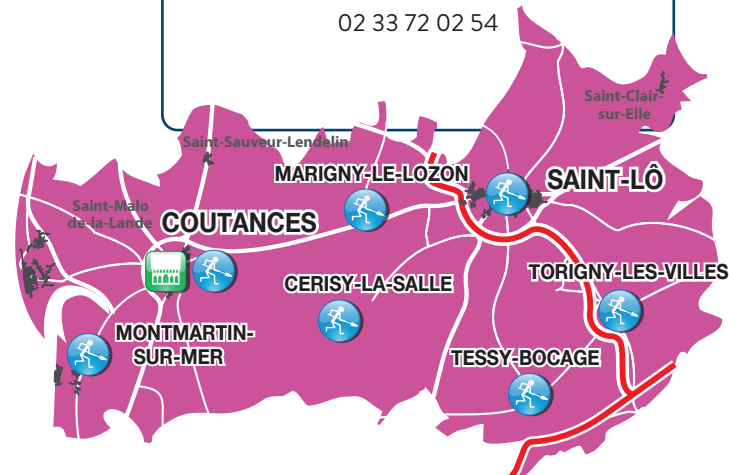 02 33 72 02 54
Saint-Clair-
sur-Elle
Saint-Sauveur-Lendelin
MARIGNY-LE-LOZON
SAINT-LÔ
Saint-Malo
de-la-Lande
COUTANCES
TORIGNY-LES-VILLES
CERISY-LA-SALLE
MONTMARTIN-
SUR-MER
TESSY-BOCAGE